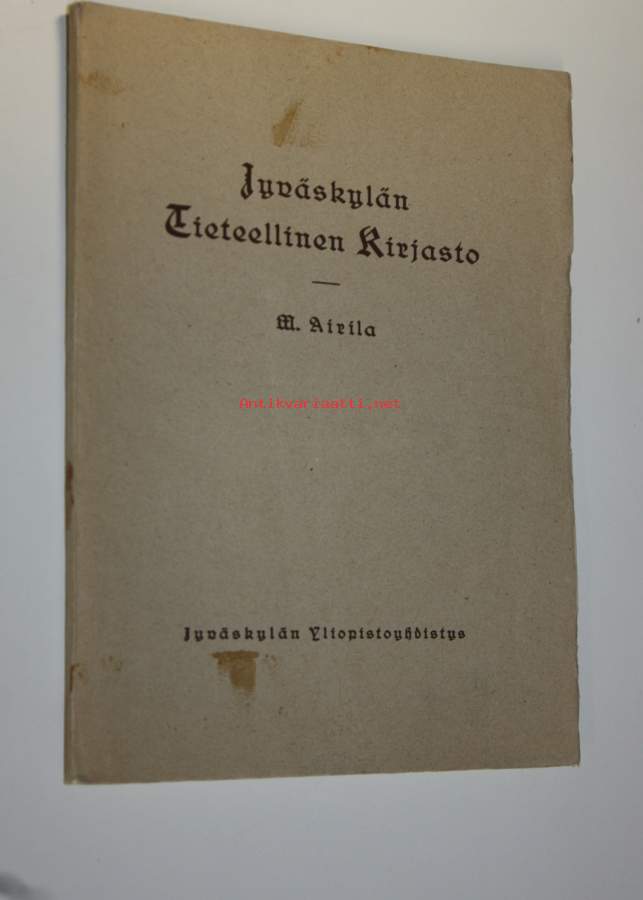 Jyväskylän
Tieteellinen Kirjasto
M. Airila
Antikvariaatti.net
Jyväskylän Yliopistoyhdistys